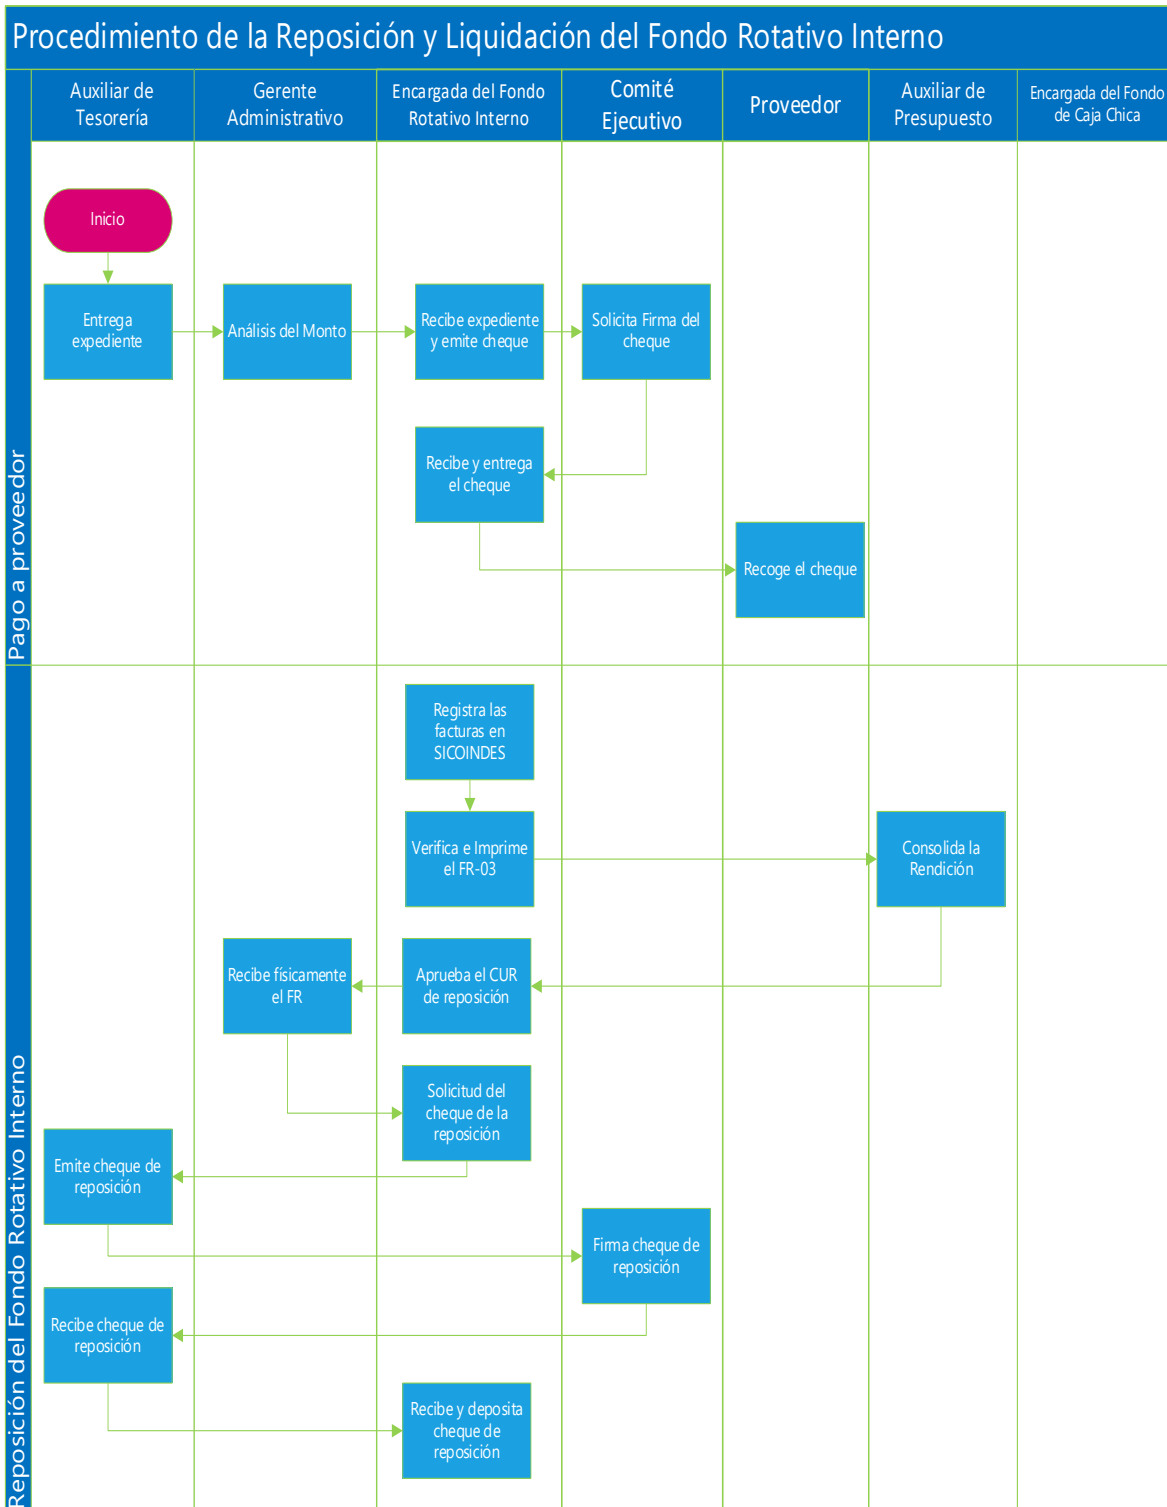 Procedimiento de la Reposición y Liquidación del Fondo Rotativo Interno
Auxiliar de
Tesorería
Gerente
Administrativo
Encargada del Fondo
Rotativo Interno
Comité
Ejecutivo
Proveedor
Auxiliar de
Presupuesto
Encargada del Fondo
de Caja Chica
Pago a proveedor
Inicio
Entrega
expediente
Análisis del Monto
Recibe expediente
y emite cheque
Solicita Firma del
cheque
Recibe y entrega
el cheque
Recoge el cheque
Reposición del Fondo Rotativo Interno
Registra las
facturas en
SICOINDES
Verifica e Imprime
el FR-03
Consolida la
Rendición
Aprueba el CUR
de reposición
Recibe físicamente
el FR
Solicitud del
cheque de la
reposición
Emite cheque de
reposición
Firma cheque de
reposición
Recibe cheque de
reposición
Recibe y deposita
cheque de
reposición